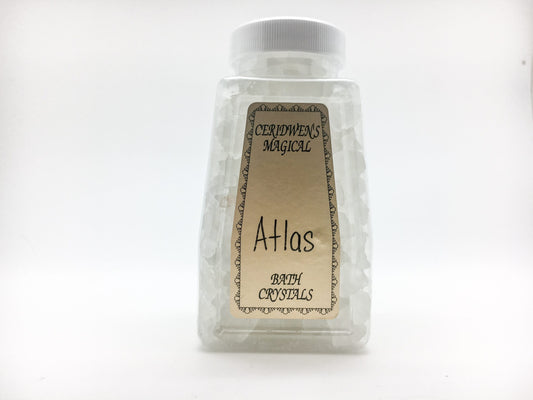 CERIDWEN'S
MAGICAL
Atlas
BATH
CRYSTALS